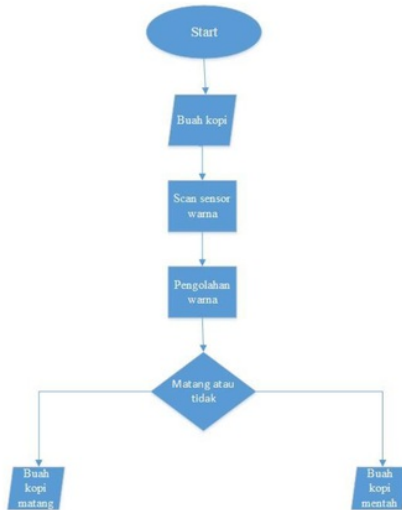 Start
Buah kopi
Scan sensor
warna
Pengolahan
warna
Matang atau
tidak
Buah
kopi
matang
Buah
kopi
mentah